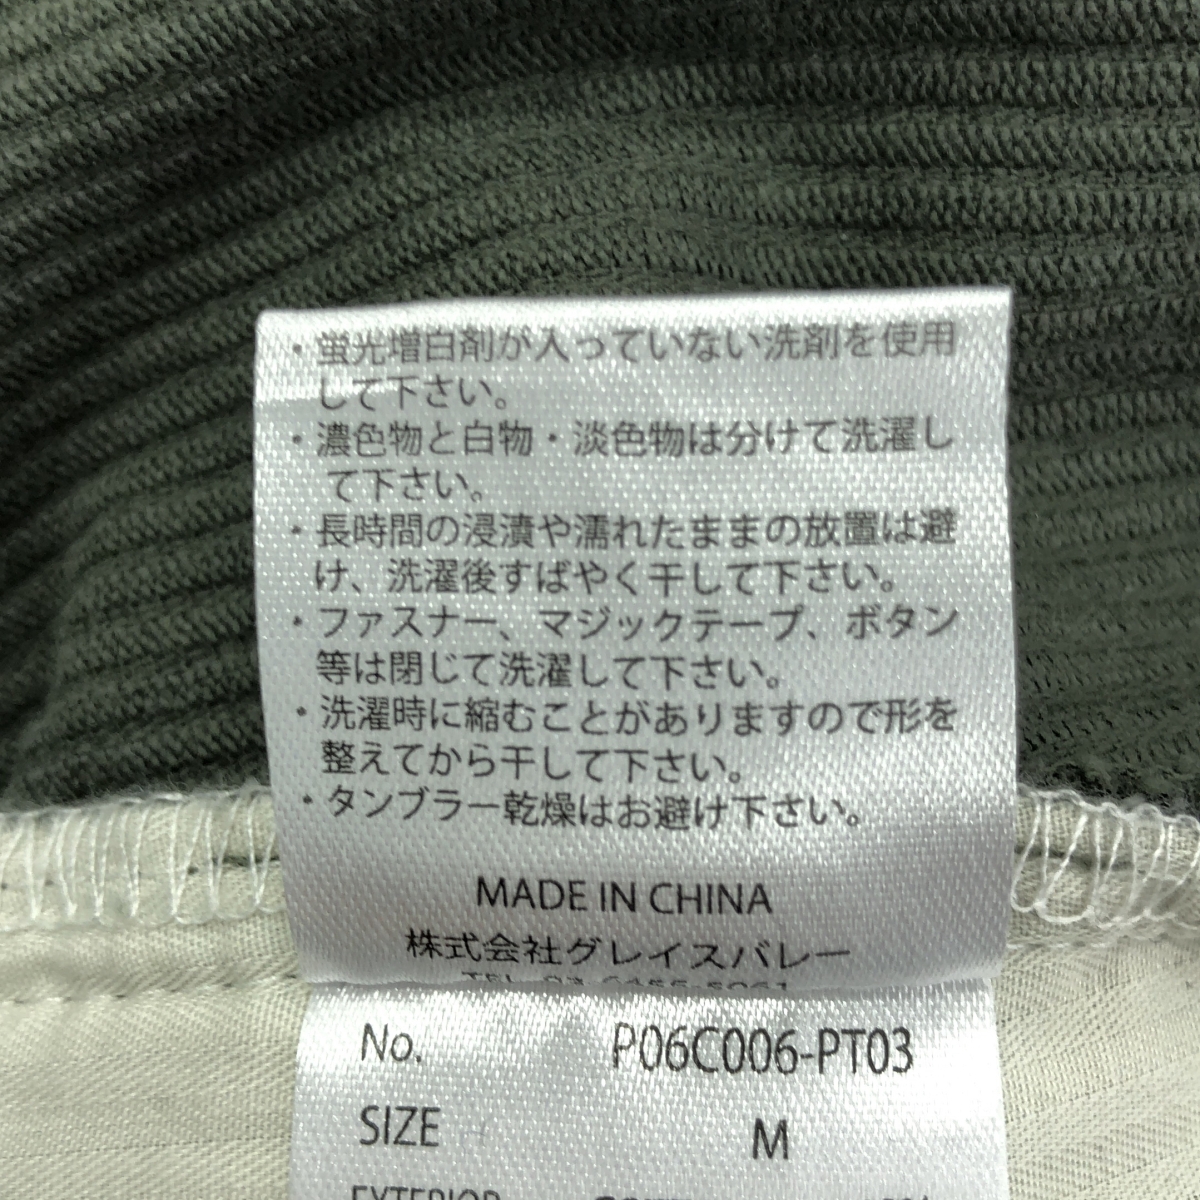 ・蛍光増白剤が入っていない洗剤を使用
して下さい。
・濃色物と白物・淡色物は分けて洗濯し
て下さい。
・長時間の浸漬や濡れたままの放置は避
け、洗濯後すばやく干して下さい。
・ファスナー、マジックテープ、ボタン
等は閉じて洗濯して下さい。
・洗濯時に縮むことがありますので形を
整えてから干して下さい。
・タンブラー乾燥はお避け下さい。
MADE IN CHINA
株式会社グレイスバレー
TEL
No. P06C006-PT03
SIZE M
EXTERIOR